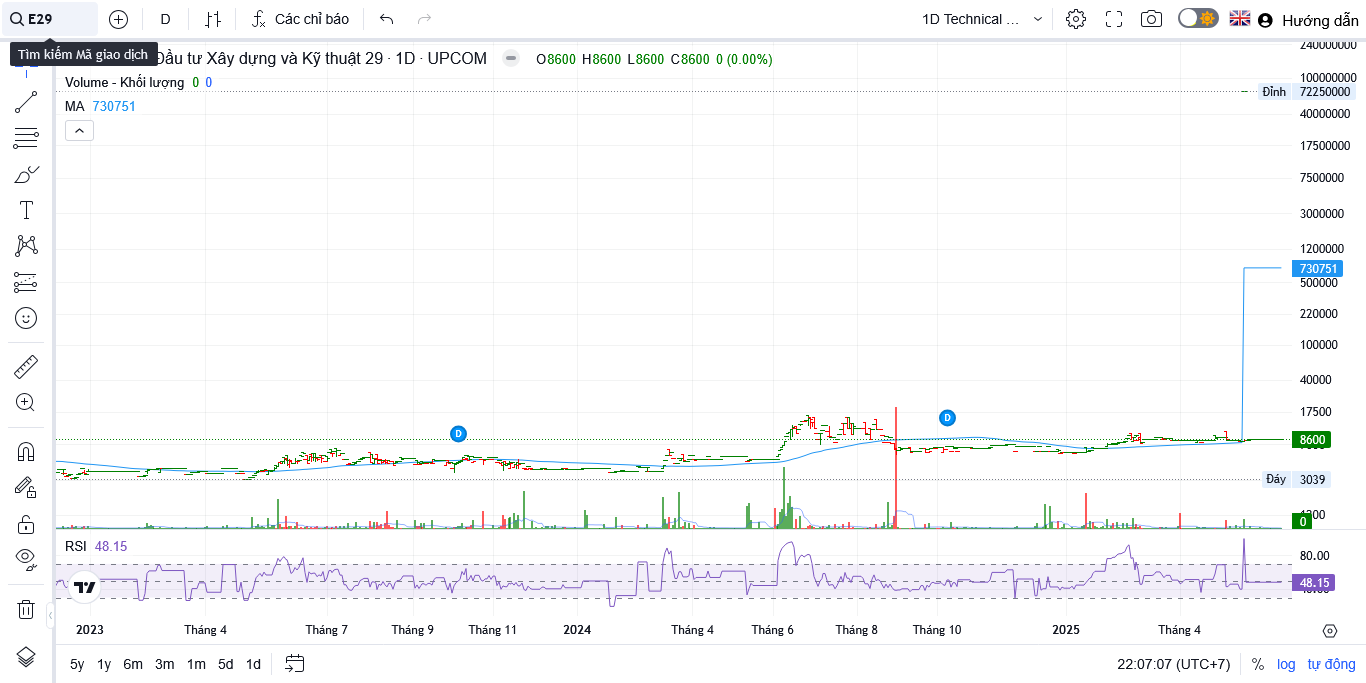 E29 D Các chỉ báo 1D Technical ... Hướng dẫn
Tìm kiếm Mã giao dịch
Đầu tư Xây dựng và Kỹ thuật 29 · 1D · UPCOM O8600 H8600 L8600 C8600 0 (0.00%)
Volume - Khối lượng 0 0
MA 730751
240000000
100000000
Đỉnh 72250000
40000000
17500000
7500000
3000000
1200000
730751
500000
220000
100000
40000
17500
D D
8600
Đáy 3039
0
RSI 48.15
80.00
48.15
2023 Tháng 4 Tháng 7 Tháng 9 Tháng 11 2024 Tháng 4 Tháng 6 Tháng 8 Tháng 10 2025 Tháng 4
5y 1y 6m 3m 1m 5d 1d 22:07:07 (UTC+7) % log tự động